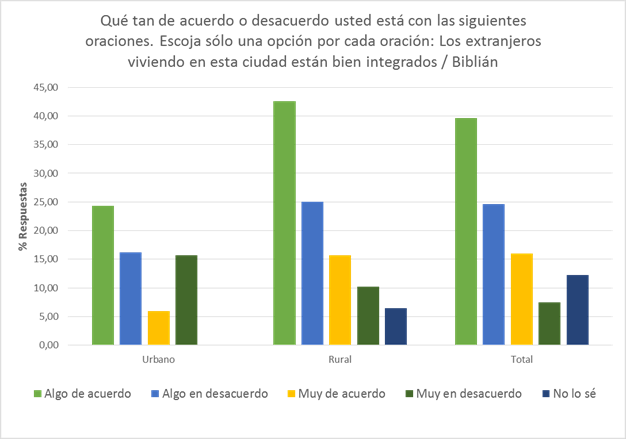 Qué tan de acuerdo o desacuerdo usted está con las siguientes
oraciones. Escoja sólo una opción por cada oración: Los extranjeros
viviendo en esta ciudad están bien integrados / Biblián
45,00
40,00
35,00
30,00
25,00
20,00
15,00
10,00
5,00
0,00
% Respuestas
Urbano Rural Total
Algo de acuerdo Algo en desacuerdo Muy de acuerdo Muy en desacuerdo No lo sé